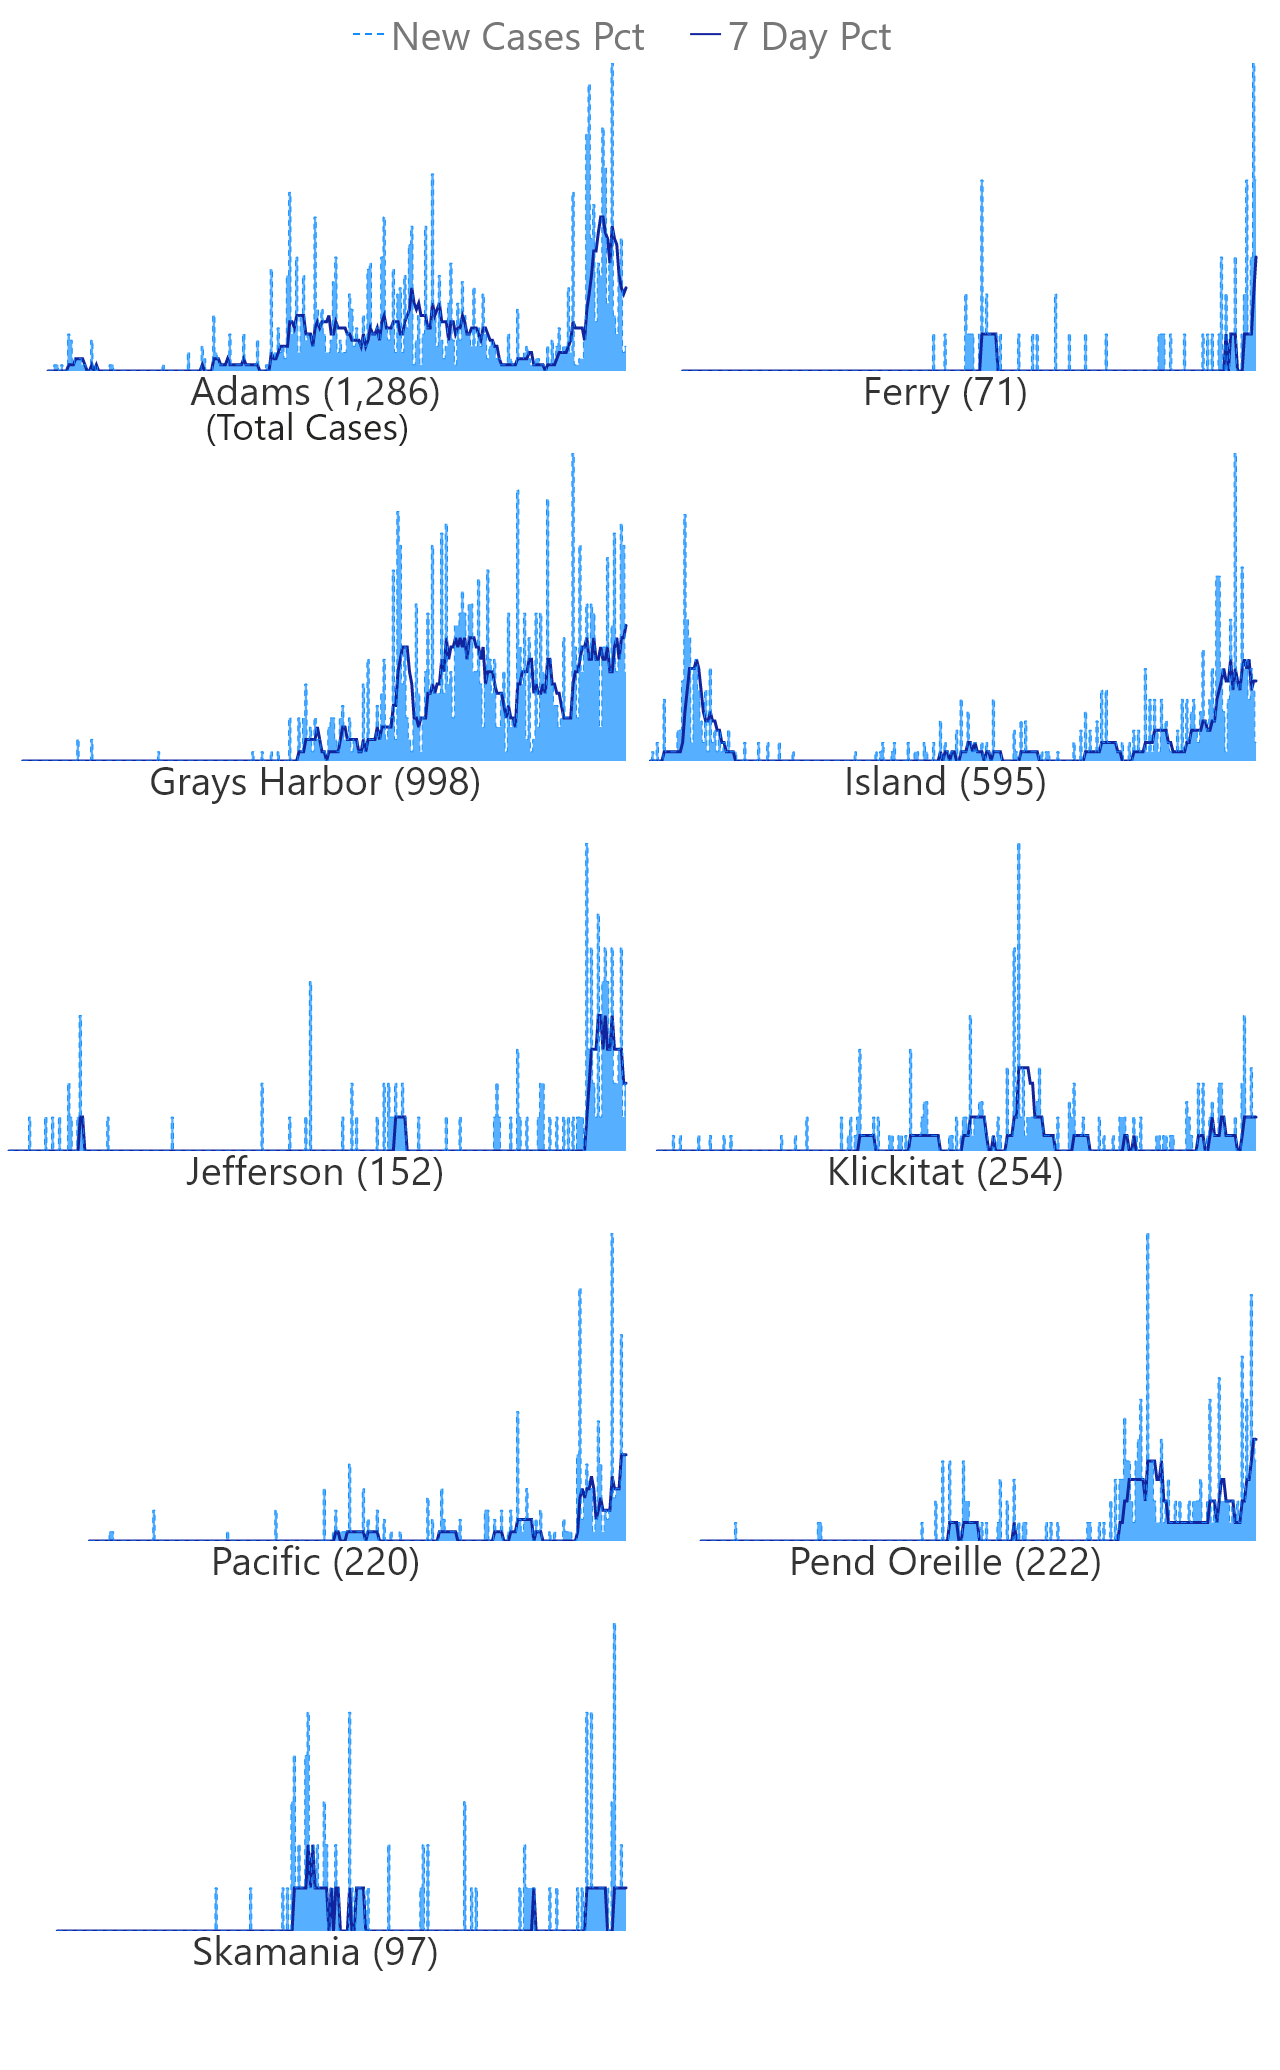 New Cases Pct 7 Day Pct
Adams (1,286)
(Total Cases)
Ferry (71)
Grays Harbor (998)
Island (595)
Jefferson (152)
Klickitat (254)
Pacific (220)
Pend Oreille (222)
Skamania (97)